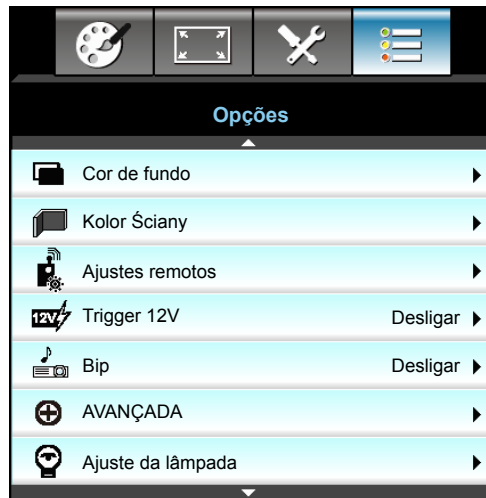 Opções
Cor de fundo
Kolor Ściany
Ajustes remotos
12V Trigger 12V Desligar
Bip Desligar
AVANÇADA
Ajuste da lâmpada